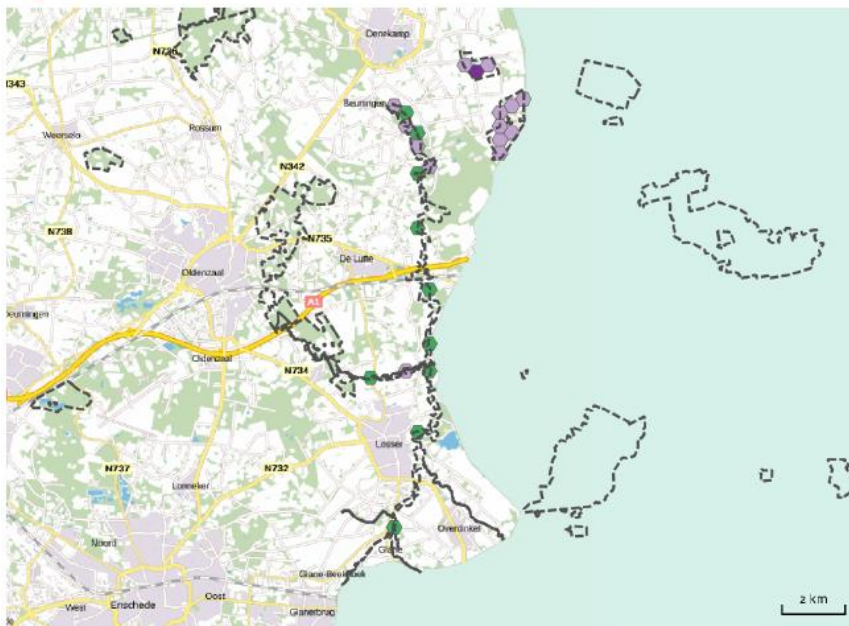 Denekamp
N736
N343
Beuningen
Weerselo
Rossum
N342
N738
N735
Oldenzaal
De Lutte
A1
Deurningen
Oldenzaal
N734
Losser
N737
N732
Lonneker
Noord
Overdinkel
Glane
Glane-Beekhoek
West
Oost
Enschede
Glanerbrug
2 km